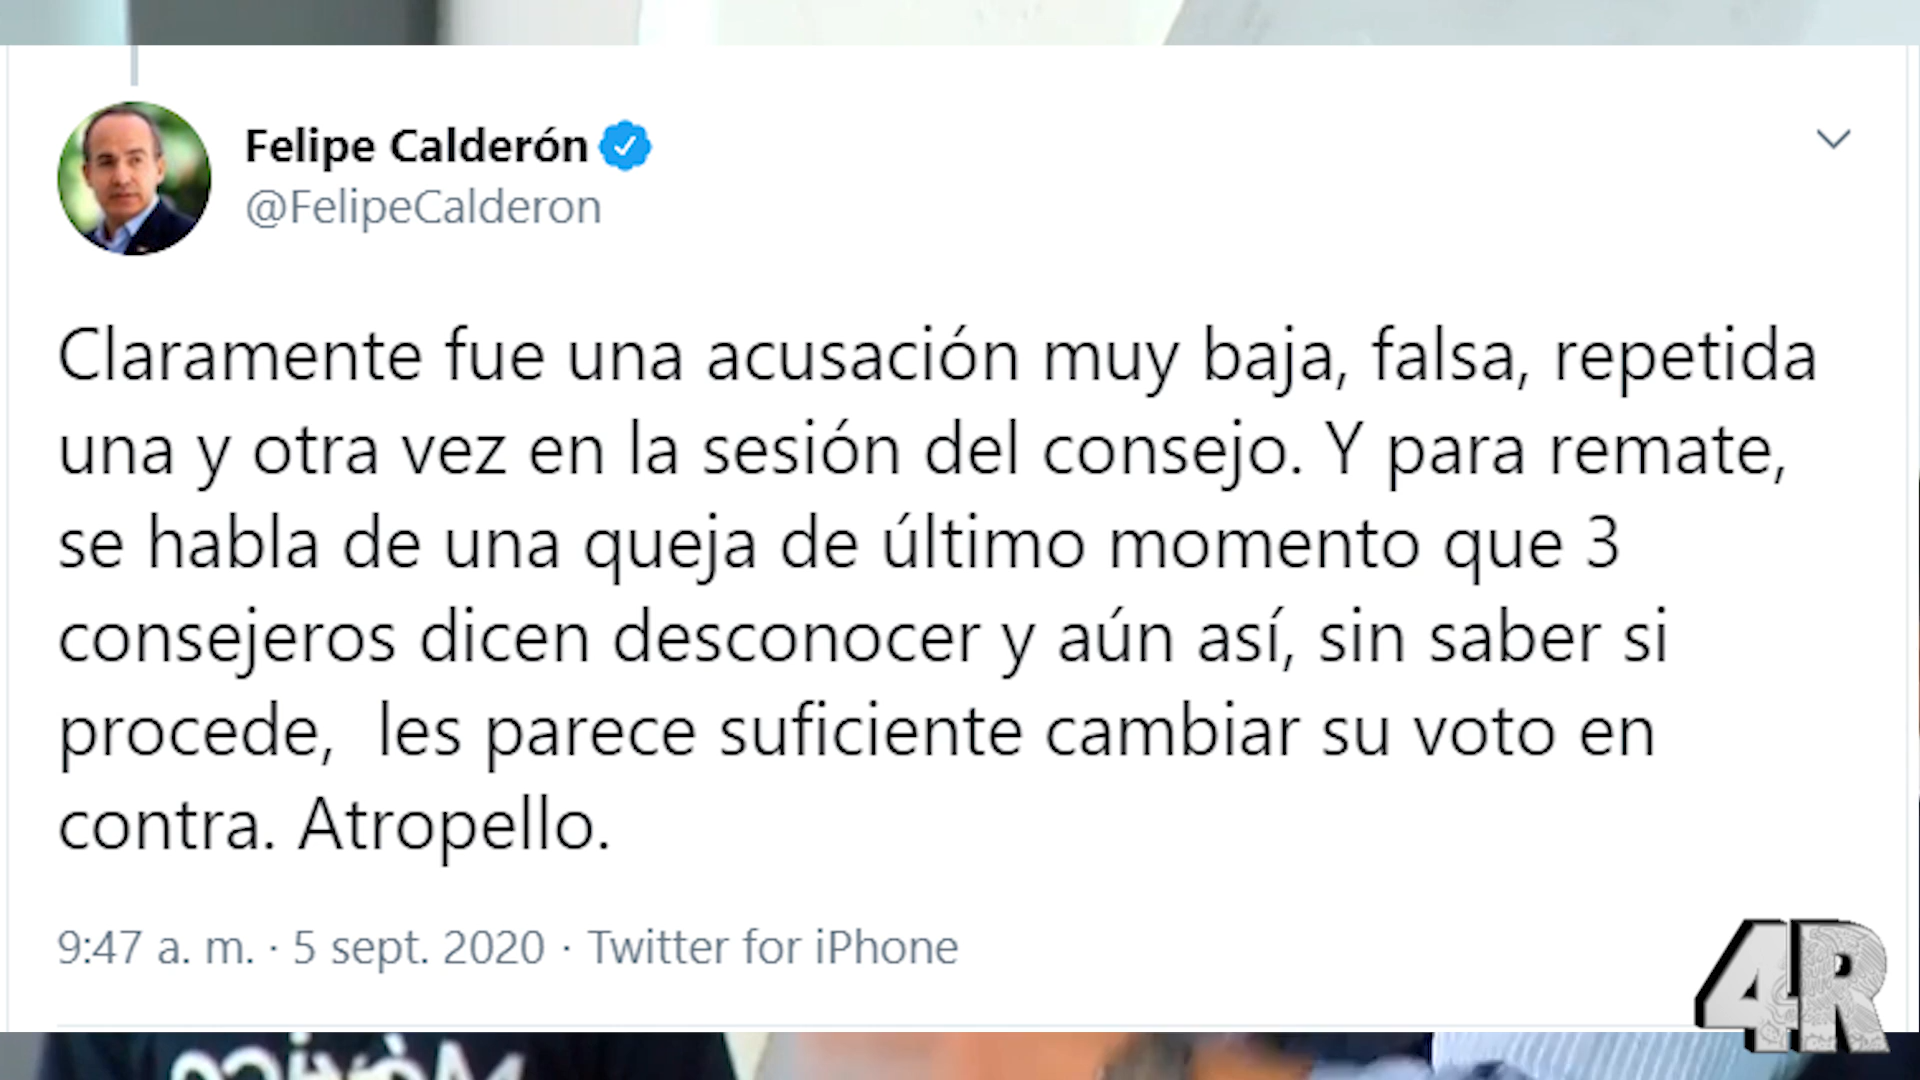 Felipe Calderón
@FelipeCalderon
Claramente fue una acusación muy baja, falsa, repetida
una y otra vez en la sesión del consejo. Y para remate,
se habla de una queja de último momento que 3
consejeros dicen desconocer y aún así, sin saber si
procede,  les parece suficiente cambiar su voto en
contra. Atropello.
9:47 a. m. · 5 sept. 2020 · Twitter for iPhone
4R